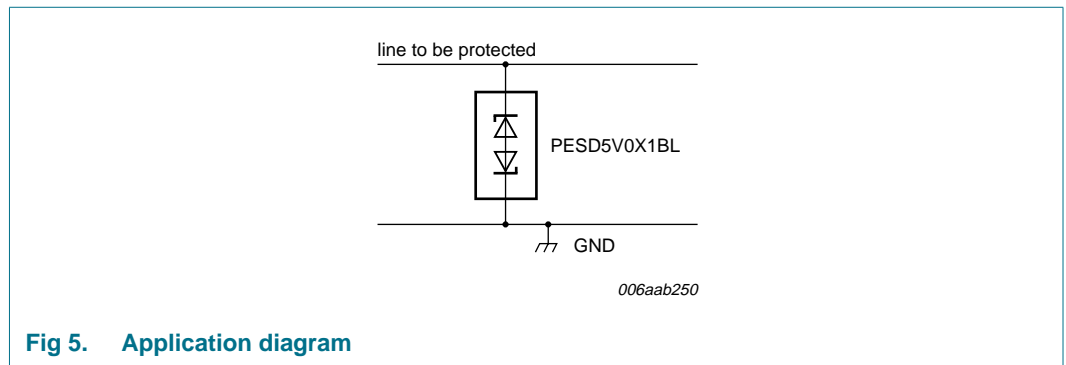 line to be protected
PESD5V0X1BL
GND
006aab250
Fig 5. Application diagram